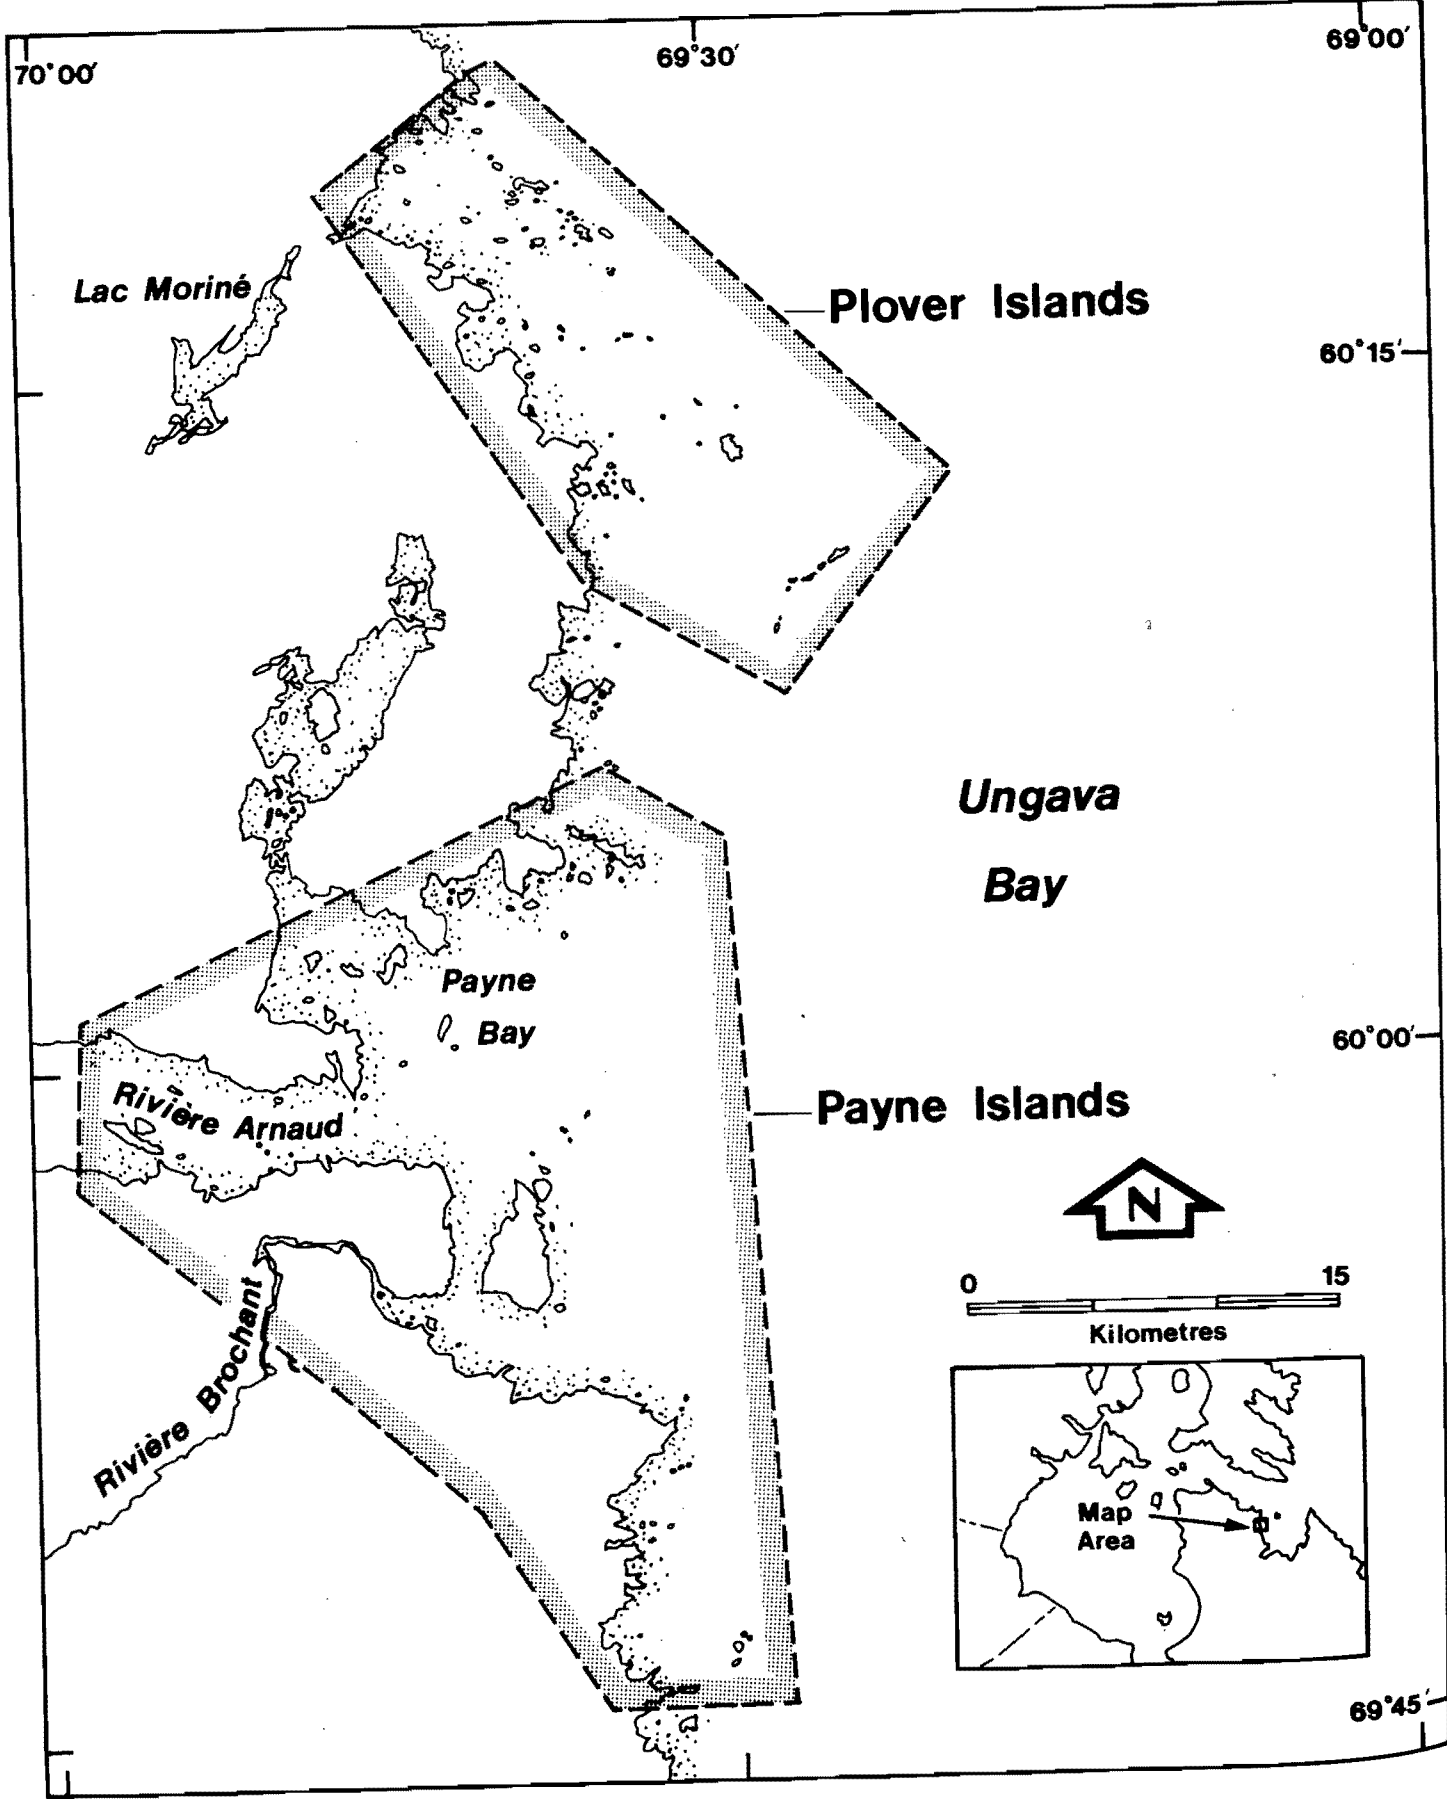 70°00'
69°30'
69°00'
Lac Moriné
Plover Islands
60°15'
Ungava
Bay
Payne
Bay
60°00'
Rivière Arnaud
Payne Islands
N
0 15
Kilometres
Rivière Brochant
Map
Area
69°45'